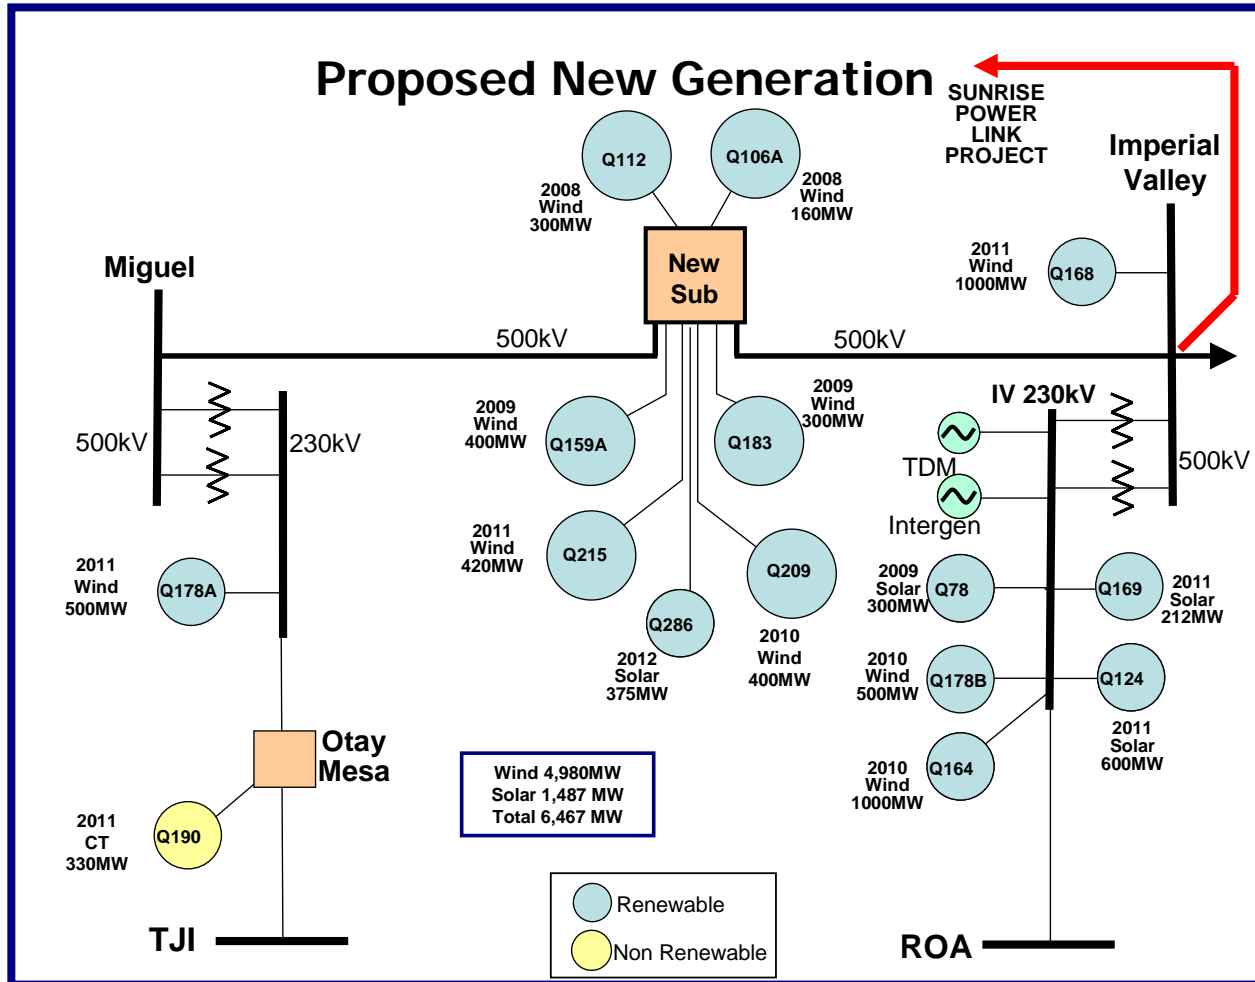 Proposed New Generation
SUNRISE
POWER
LINK
PROJECT
Imperial
Valley
Q112
Q106A
2008
Wind
300MW
2008
Wind
160MW
New
Sub
2011
Wind
1000MW
Q168
Miguel
500kV
500kV
500kV
230kV
2009
Wind
400MW
Q159A
2009
Wind
300MW
Q183
IV 230kV
TDM
Intergen
500kV
2011
Wind
420MW
Q215
Q209
2010
Wind
400MW
Q286
2012
Solar
375MW
2011
Wind
500MW
Q178A
2009
Solar
300MW
Q78
Q169
2011
Solar
212MW
2010
Wind
500MW
Q178B
Q124
2011
Solar
600MW
2010
Wind
1000MW
Q164
Otay
Mesa
Wind 4,980MW
Solar 1,487 MW
Total 6,467 MW
2011
CT
330MW
Q190
Renewable
Non Renewable
TJI
ROA